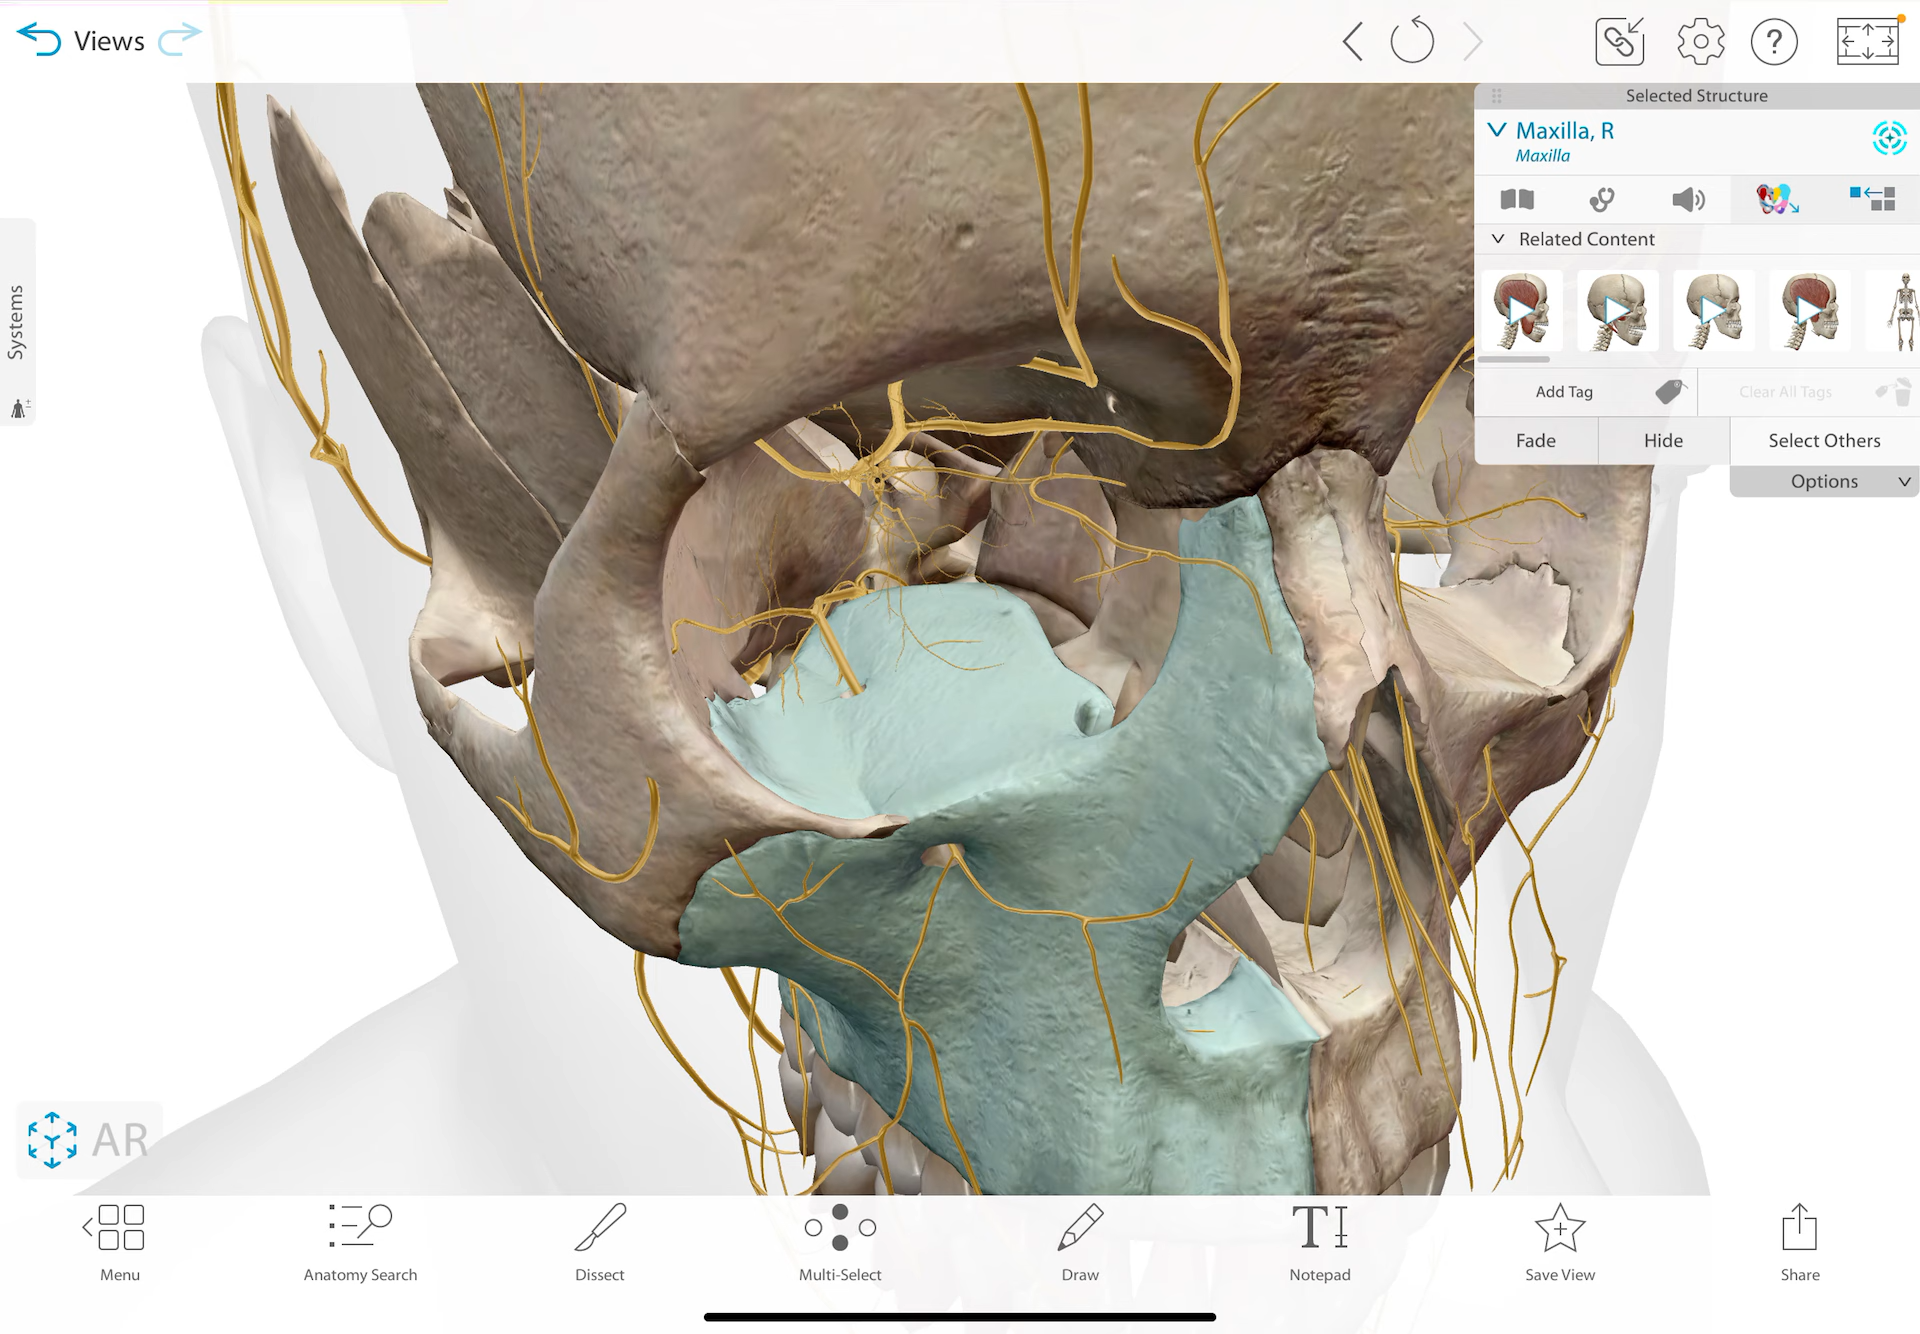 Views
?
Selected Structure
Maxilla, R
Maxilla
Related Content
Add Tag
Clear All Tags
Fade
Hide
Select Others
Options
Systems
AR
Menu
Anatomy Search
Dissect
Multi-Select
Draw
Notepad
Save View
Share